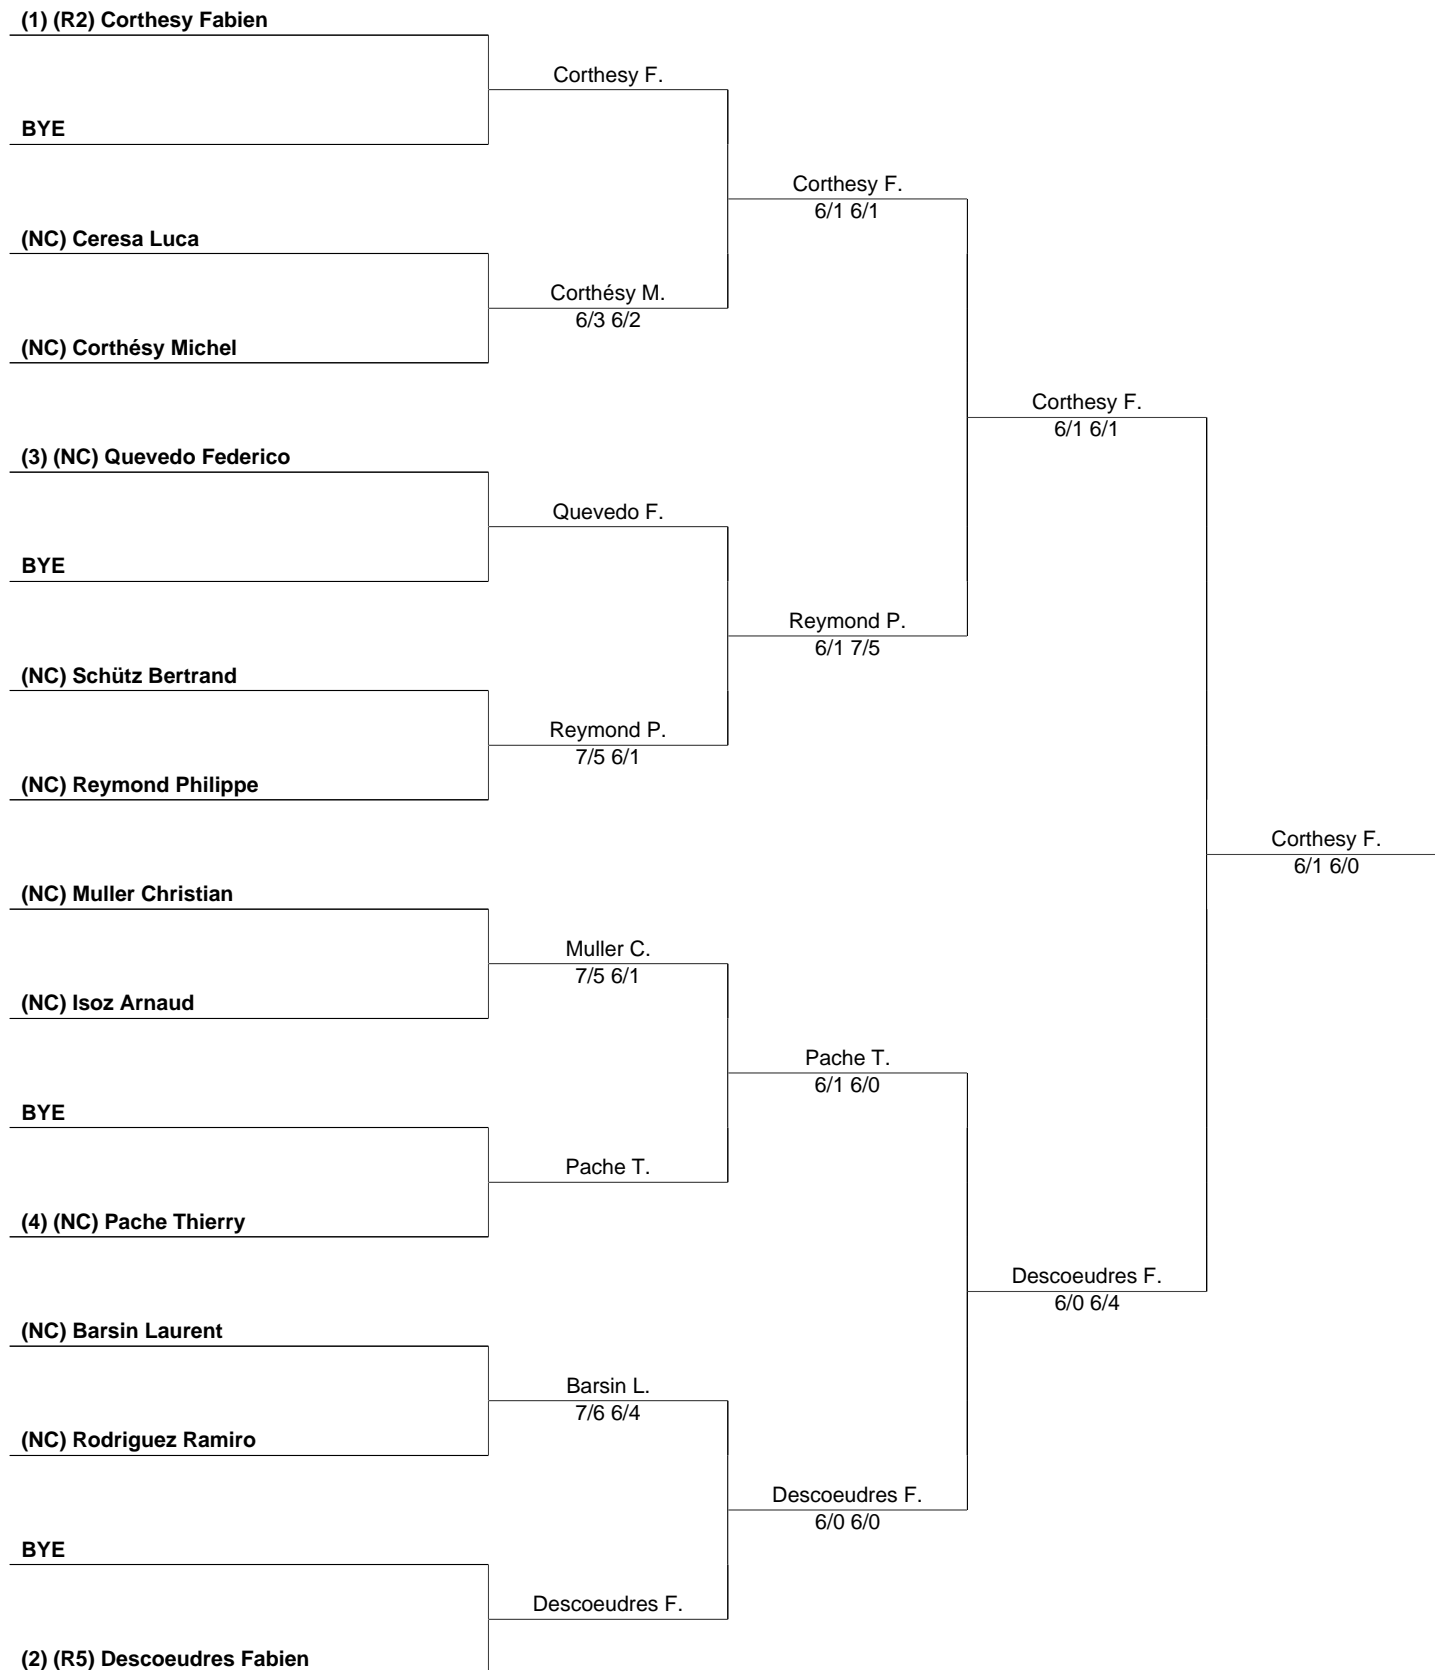 (1) (R2) Corthesy Fabien
Corthesy F.
BYE
Corthesy F.
6/1 6/1
(NC) Ceresa Luca
Corthésy M.
6/3 6/2
(NC) Corthésy Michel
Corthesy F.
6/1 6/1
(3) (NC) Quevedo Federico
Quevedo F.
BYE
Reymond P.
6/1 7/5
(NC) Schütz Bertrand
Reymond P.
7/5 6/1
(NC) Reymond Philippe
Corthesy F.
6/1 6/0
(NC) Muller Christian
Muller C.
7/5 6/1
(NC) Isoz Arnaud
Pache T.
6/1 6/0
BYE
Pache T.
(4) (NC) Pache Thierry
Descoeudres F.
6/0 6/4
(NC) Barsin Laurent
Barsin L.
7/6 6/4
(NC) Rodriguez Ramiro
Descoeudres F.
6/0 6/0
BYE
Descoeudres F.
(2) (R5) Descoeudres Fabien